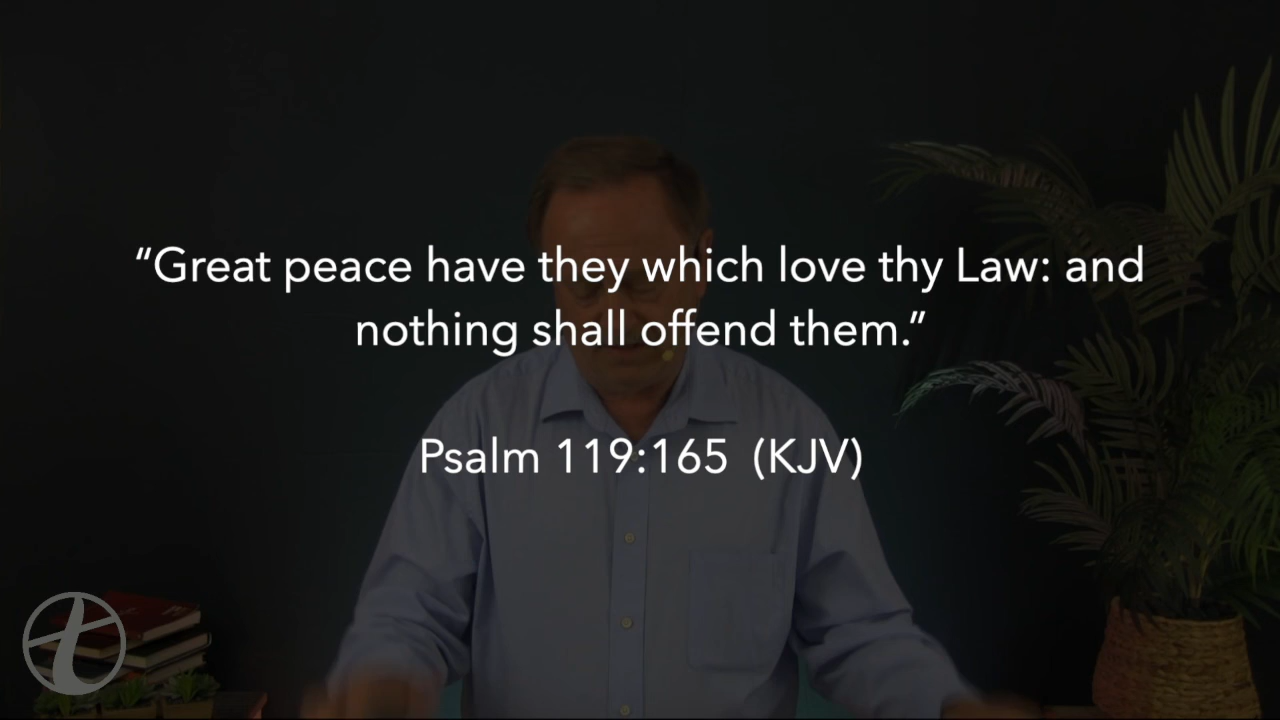 “Great peace have they which love thy Law: and
nothing shall offend them.”
Psalm 119:165 (KJV)